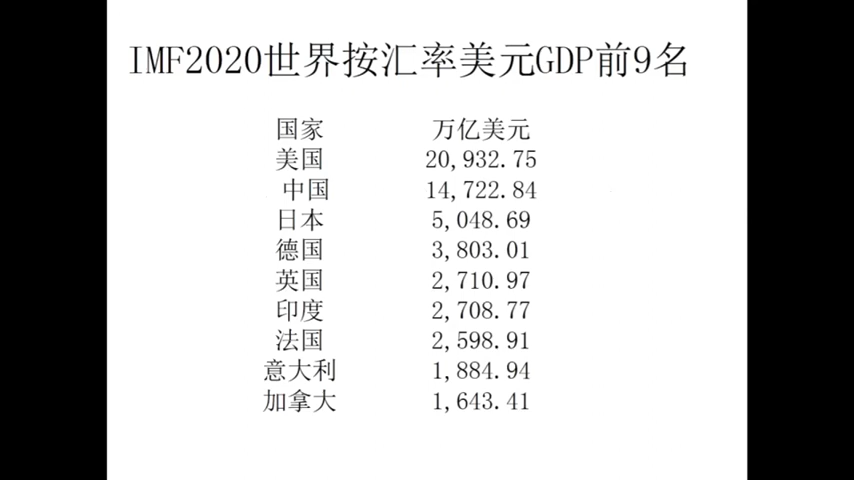 IMF2020世界按汇率美元GDP前9名
国家 万亿美元
美国 20,932.75
中国 14,722.84
日本 5,048.69
德国 3,803.01
英国 2,710.97
印度 2,708.77
法国 2,598.91
意大利 1,884.94
加拿大 1,643.41